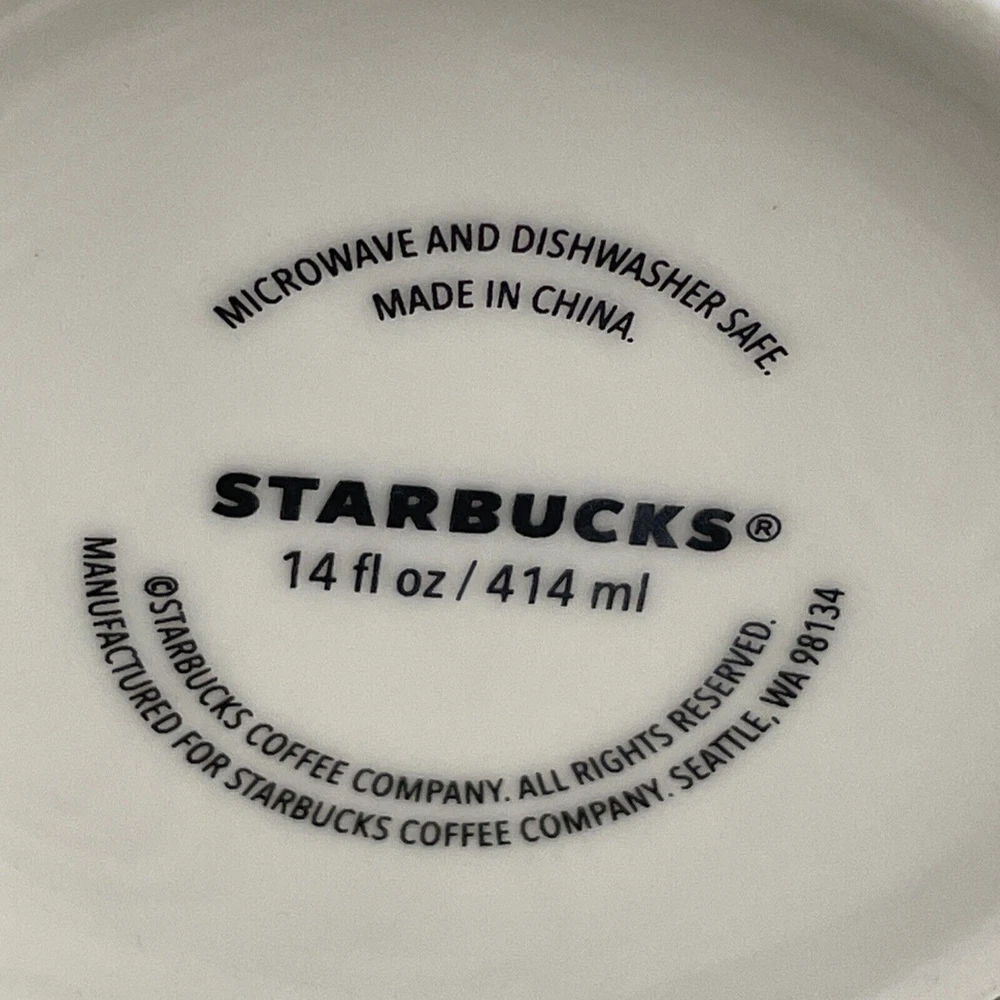 MICROWAVE AND DISHWASHER SAFE.
MADE IN CHINA.
STARBUCKS®
14 fl oz / 414 ml
©STARBUCKS COFFEE COMPANY. ALL RIGHTS RESERVED.
MANUFACTURED FOR STARBUCKS COFFEE COMPANY. SEATTLE, WA 98134